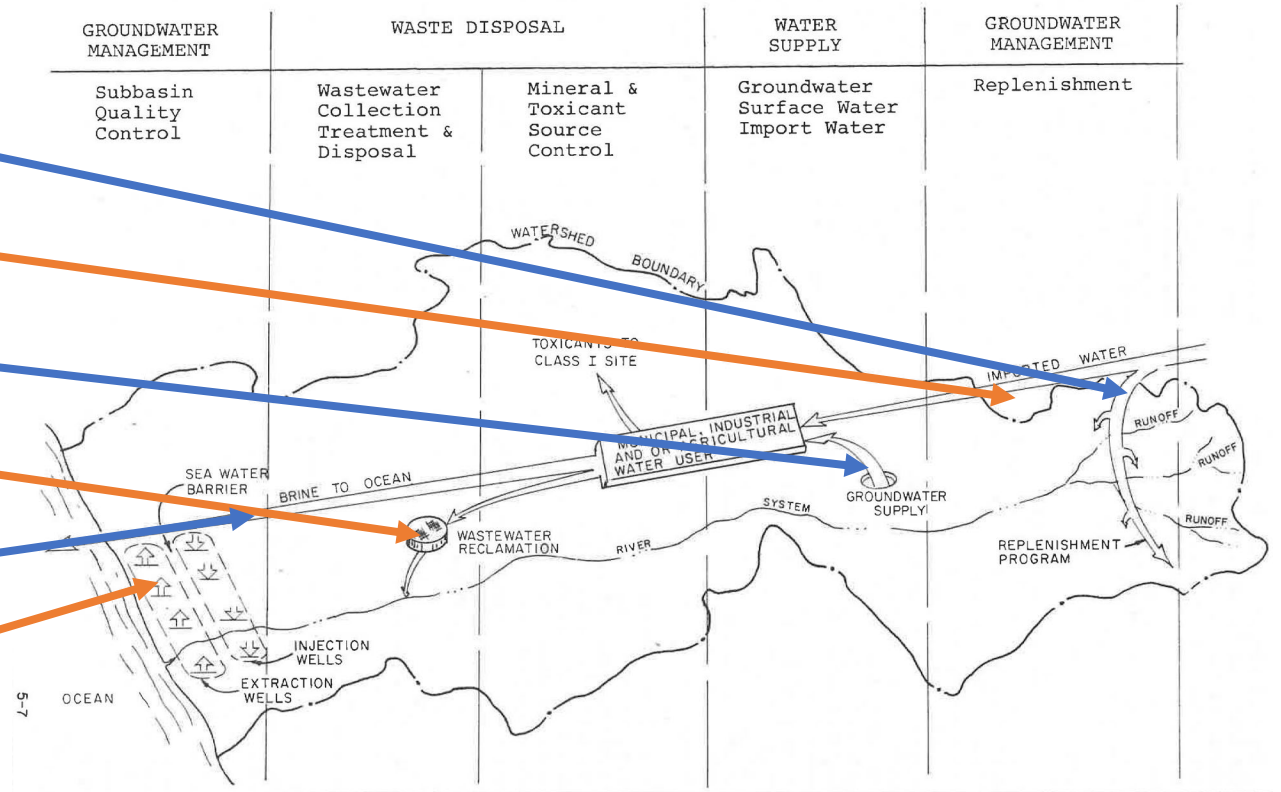 GROUNDWATER
MANAGEMENT
WASTE DISPOSAL
WATER
SUPPLY
GROUNDWATER
MANAGEMENT
Subbasin
Quality
Control
Wastewater
Collection
Treatment &
Disposal
Mineral &
Toxicant
Source
Control
Groundwater
Surface Water
Import Water
Replenishment
WATERSHED
BOUNDARY
TOXICANTS TO
CLASS I SITE
IMPORTED WATER
MUNICIPAL, INDUSTRIAL
AND OR AGRICULTURAL
WATER USER
RUNOFF
RUNOFF
RUNOFF
SEA WATER
BARRIER
BRINE TO OCEAN
GROUNDWATER
SUPPLY
WASTEWATER
RECLAMATION
RIVER
SYSTEM
REPLENISHMENT
PROGRAM
INJECTION
WELLS
EXTRACTION
WELLS
OCEAN
5-7